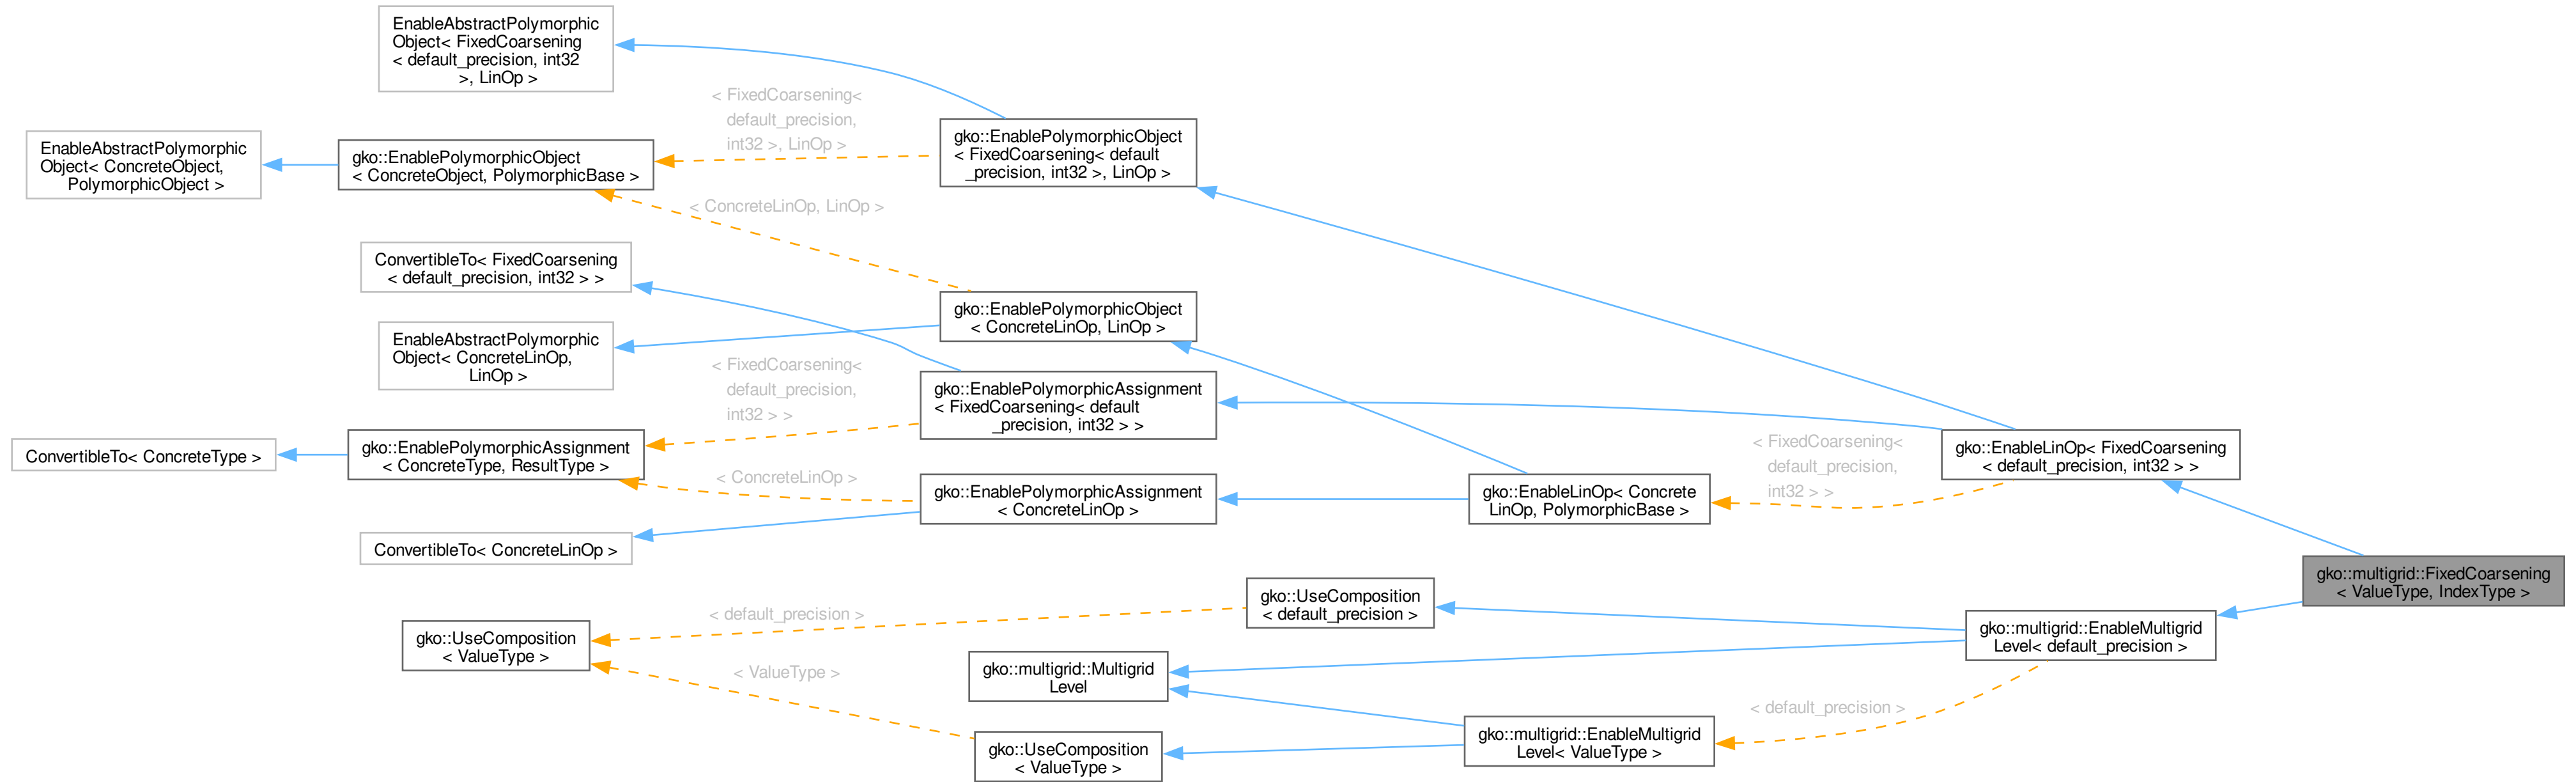 EnableAbstractPolymorphic
Object< FixedCoarsening
< default_precision, int32
>, LinOp >
< FixedCoarsening<
default_precision,
int32 >, LinOp >
gko::EnablePolymorphicObject
< FixedCoarsening< default
_precision, int32 >, LinOp >
EnableAbstractPolymorphic
Object< ConcreteObject,
PolymorphicObject >
gko::EnablePolymorphicObject
< ConcreteObject, PolymorphicBase >
< ConcreteLinOp, LinOp >
ConvertibleTo< FixedCoarsening
< default_precision, int32 > >
gko::EnablePolymorphicObject
< ConcreteLinOp, LinOp >
EnableAbstractPolymorphic
Object< ConcreteLinOp,
LinOp >
< FixedCoarsening<
default_precision,
int32 > >
gko::EnablePolymorphicAssignment
< FixedCoarsening< default
_precision, int32 > >
ConvertibleTo< ConcreteType >
gko::EnablePolymorphicAssignment
< ConcreteType, ResultType >
< ConcreteLinOp >
gko::EnablePolymorphicAssignment
< ConcreteLinOp >
gko::EnableLinOp< Concrete
LinOp, PolymorphicBase >
< FixedCoarsening<
default_precision,
int32 > >
gko::EnableLinOp< FixedCoarsening
< default_precision, int32 > >
ConvertibleTo< ConcreteLinOp >
gko::multigrid::FixedCoarsening
< ValueType, IndexType >
gko::UseComposition
< ValueType >
< default_precision >
gko::UseComposition
< default_precision >
gko::multigrid::EnableMultigrid
Level< default_precision >
< ValueType >
gko::multigrid::Multigrid
Level
gko::UseComposition
< ValueType >
gko::multigrid::EnableMultigrid
Level< ValueType >
< default_precision >